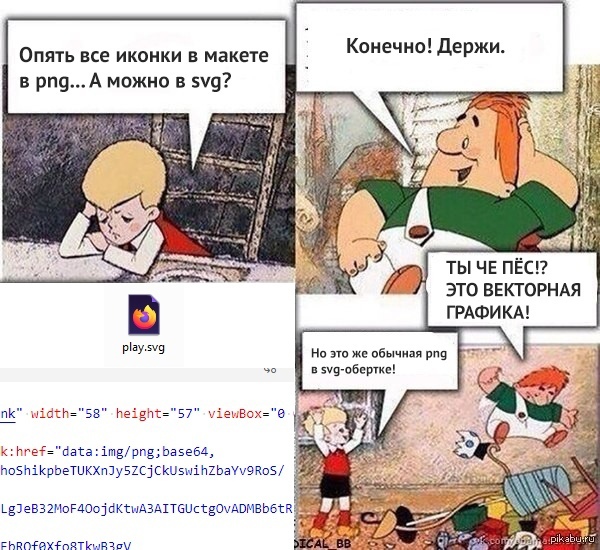 Опять все иконки в макете
в png... А можно в svg?
Конечно! Держи.
play.svg
nk" width="58" height="57" viewBox="0
k:href="data:img/png;base64,
hoShikpbeTUKXnJy5ZCjCkUswihZbaYv9RoS/
LgJeB32MoF4OojdKtwA3AITGUctgOvADMBb6tR
EbROf0Xfo8TkwB3gV
ТЫ ЧЕ ПЁС!?
ЭТО ВЕКТОРНАЯ
ГРАФИКА!
Но это же обычная png
в svg-обертке!
DICAL_BB
pikabu.ru